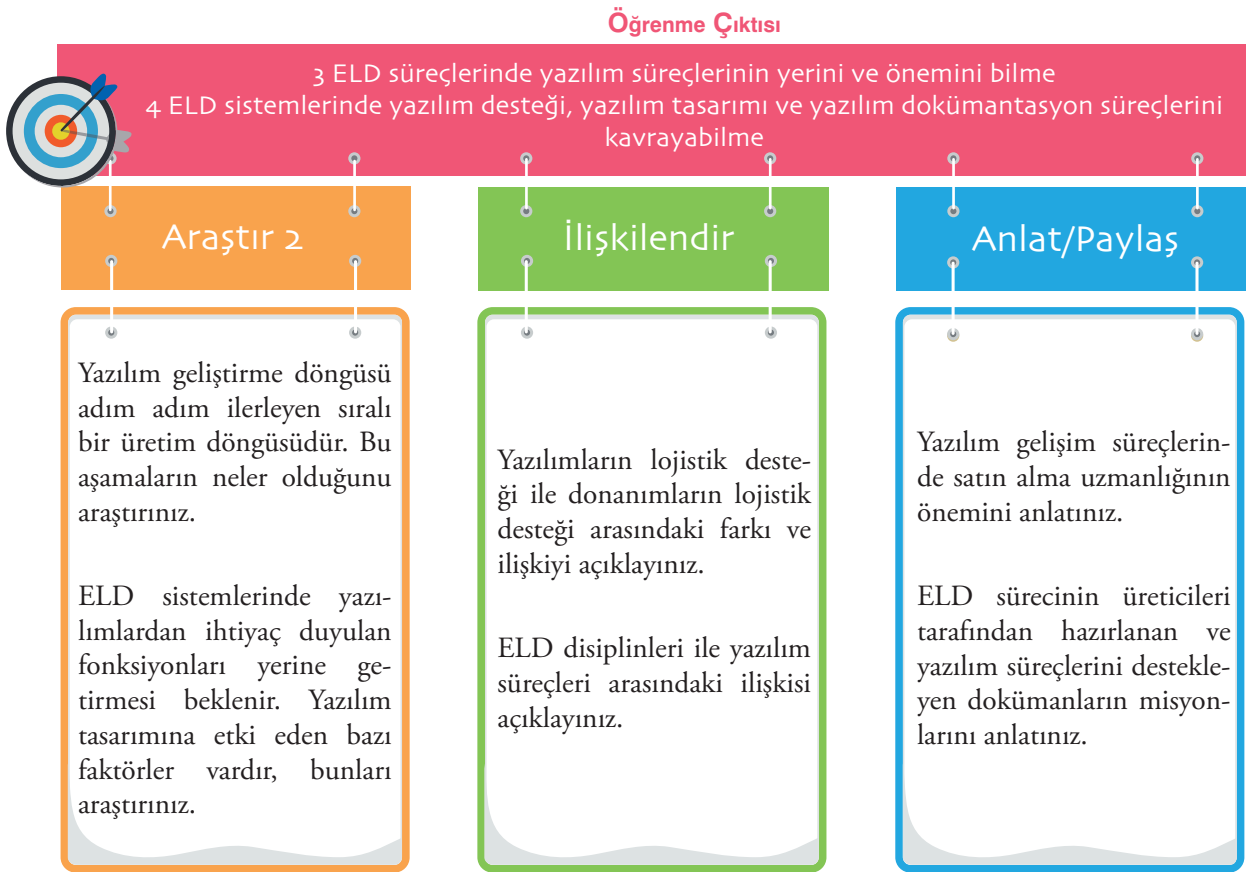 Öğrenme Çıktısı
3 ELD süreçlerinde yazılım süreçlerinin yerini ve önemini bilme
4 ELD sistemlerinde yazılım desteği, yazılım tasarımı ve yazılım dokümantasyon süreçlerini
kavrayabilme
Araştır 2
Yazılım geliştirme döngüsü
adım adım ilerleyen sıralı
bir üretim döngüsüdür. Bu
aşamaların neler olduğunu
araştırınız.
ELD sistemlerinde yazı-
lımlardan ihtiyaç duyulan
fonksiyonları yerine ge-
tirmesi beklenir. Yazılım
tasarımına etki eden bazı
faktörler vardır, bunları
araştırınız.
İlişkilendir
Yazılımların lojistik deste-
ği ile donanımların lojistik
desteği arasındaki farkı ve
ilişkiyi açıklayınız.
ELD disiplinleri ile yazılım
süreçleri arasındaki ilişkisi
açıklayınız.
Anlat/Paylaş
Yazılım gelişim süreçlerin-
de satın alma uzmanlığının
önemini anlatınız.
ELD sürecinin üreticileri
tarafından hazırlanan ve
yazılım süreçlerini destekle-
yen dokümanların misyon-
larını anlatınız.